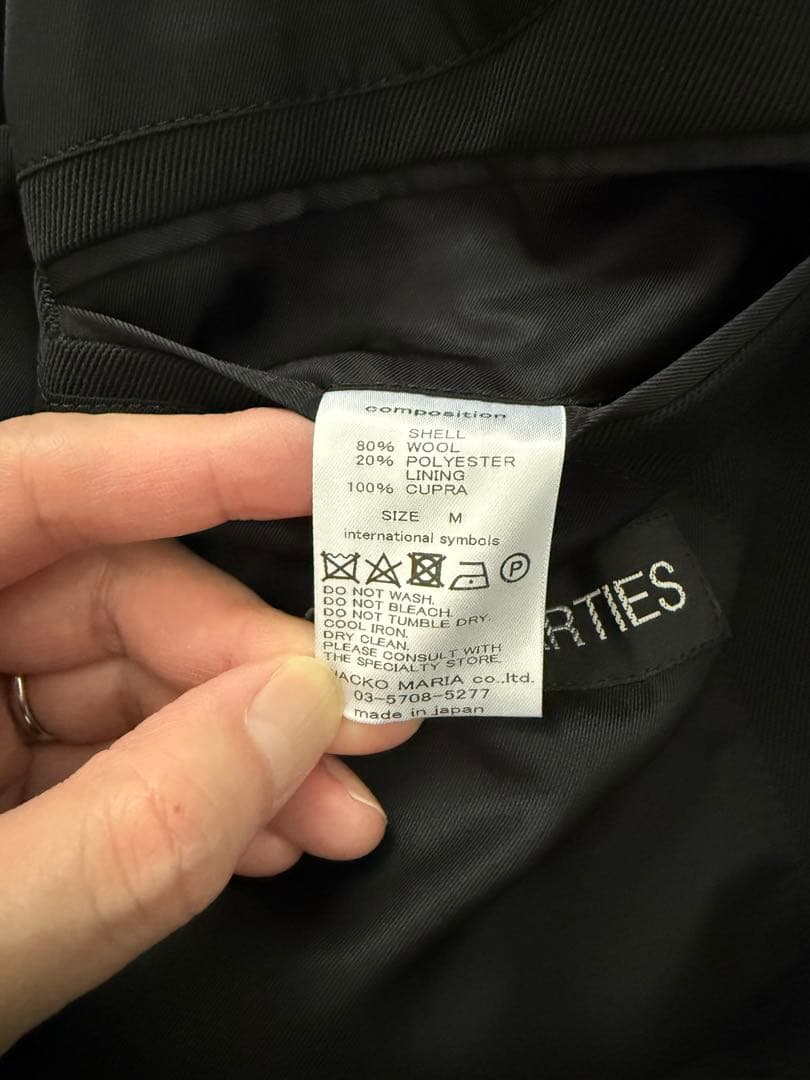 composition
SHELL
80% WOOL
20% POLYESTER
LINING
100% CUPRA
SIZE M
international symbols
P
DO NOT WASH.
DO NOT BLEACH.
DO NOT TUMBLE DRY.
COOL IRON.
DRY CLEAN.
PLEASE CONSULT WITH
THE SPECIALTY STORE.
WACKO MARIA co.,ltd.
03-5708-5277
made in japan
RTIES